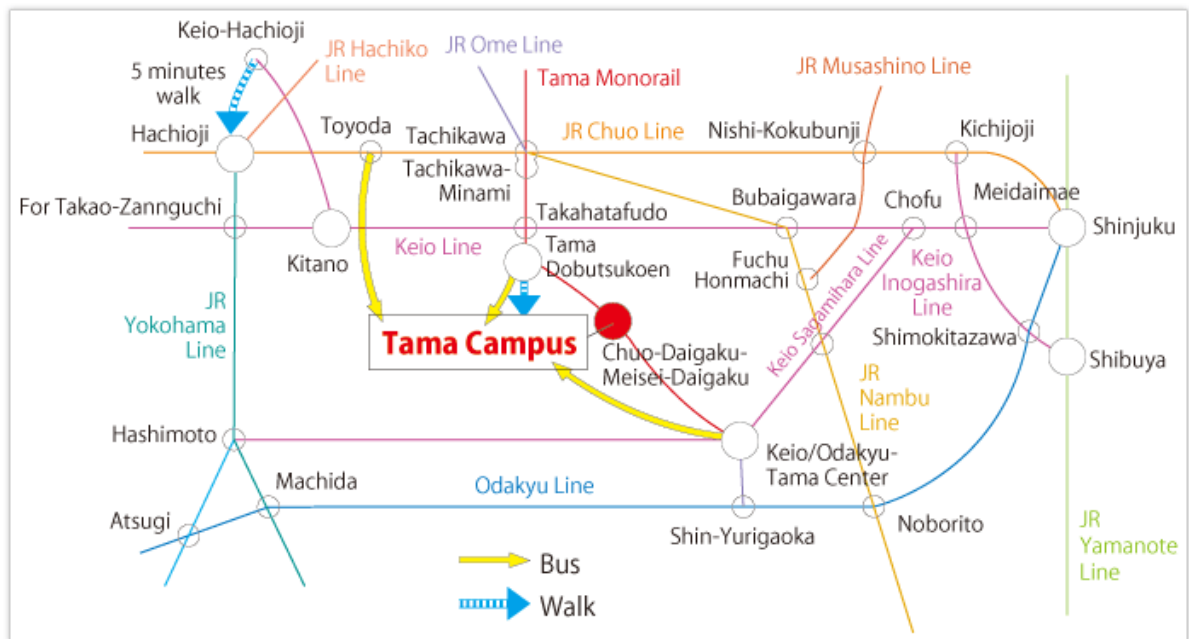 Keio-Hachioji
5 minutes
walk
JR Hachiko
Line
JR Ome Line
Tama Monorail
JR Musashino Line
Hachioji
Toyoda
Tachikawa
JR Chuo Line
Nishi-Kokubunji
Kichijoji
Tachikawa-
Minami
For Takao-Zannguchi
Takahatafudo
Bubaigawara
Chofu
Meidaimae
Shinjuku
Kitano
Keio Line
Tama
Dobutsukoen
Fuchu
Honmachi
Keio Sagamihara Line
Keio
Inogashira
Line
JR
Yokohama
Line
Tama Campus
Chuo-Daigaku-
Meisei-Daigaku
Shimokitazawa
Shibuya
JR
Nambu
Line
Hashimoto
Keio/Odakyu-
Tama Center
Machida
Odakyu Line
Atsugi
Shin-Yurigaoka
Noborito
JR
Yamanote
Line
Bus
Walk